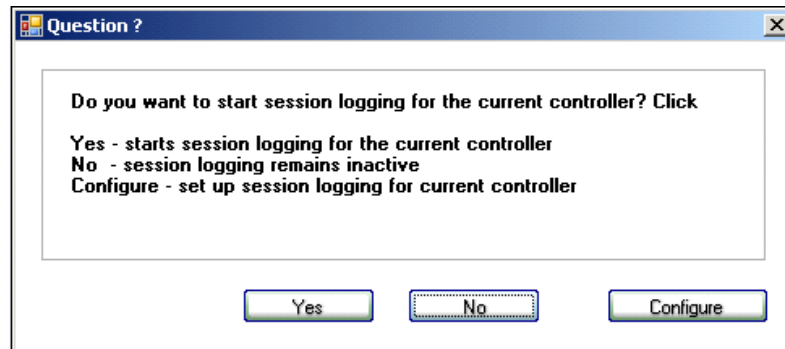 Question ?
Do you want to start session logging for the current controller? Click
Yes - starts session logging for the current controller
No - session logging remains inactive
Configure - set up session logging for current controller
Yes No Configure